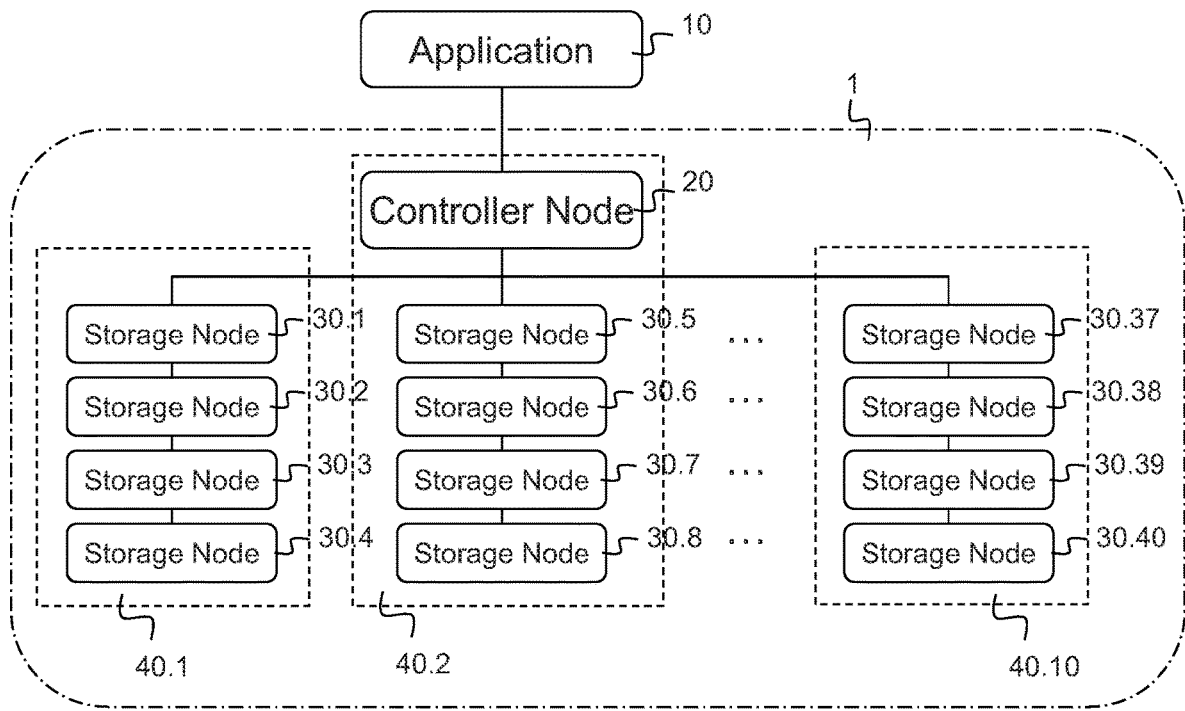 Application 10
1
Controller Node 20
Storage Node 30.1 Storage Node 30.5 ... Storage Node 30.37
Storage Node 30.2 Storage Node 30.6 ... Storage Node 30.38
Storage Node 30.3 Storage Node 30.7 ... Storage Node 30.39
Storage Node 30.4 Storage Node 30.8 ... Storage Node 30.40
40.1 40.2 40.10